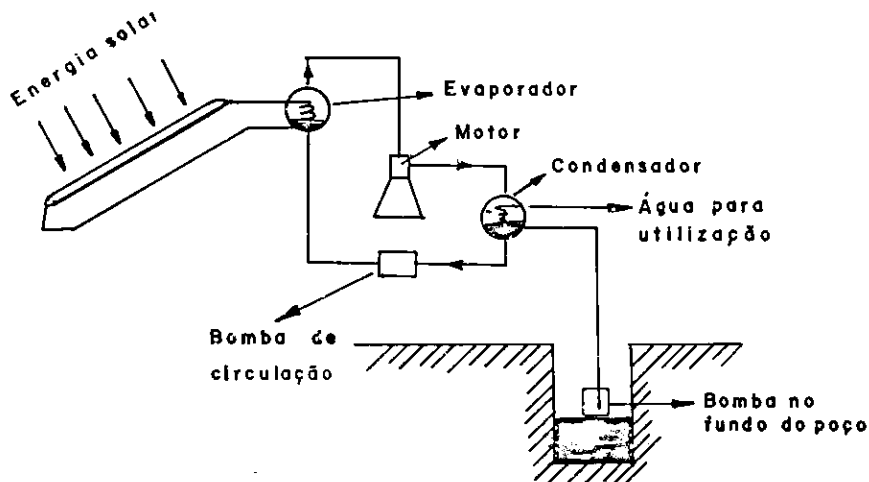 Energia solar
Evaporador
Motor
Condensador
Água para
utilização
Bomba de
circulação
Bomba no
fundo do poço